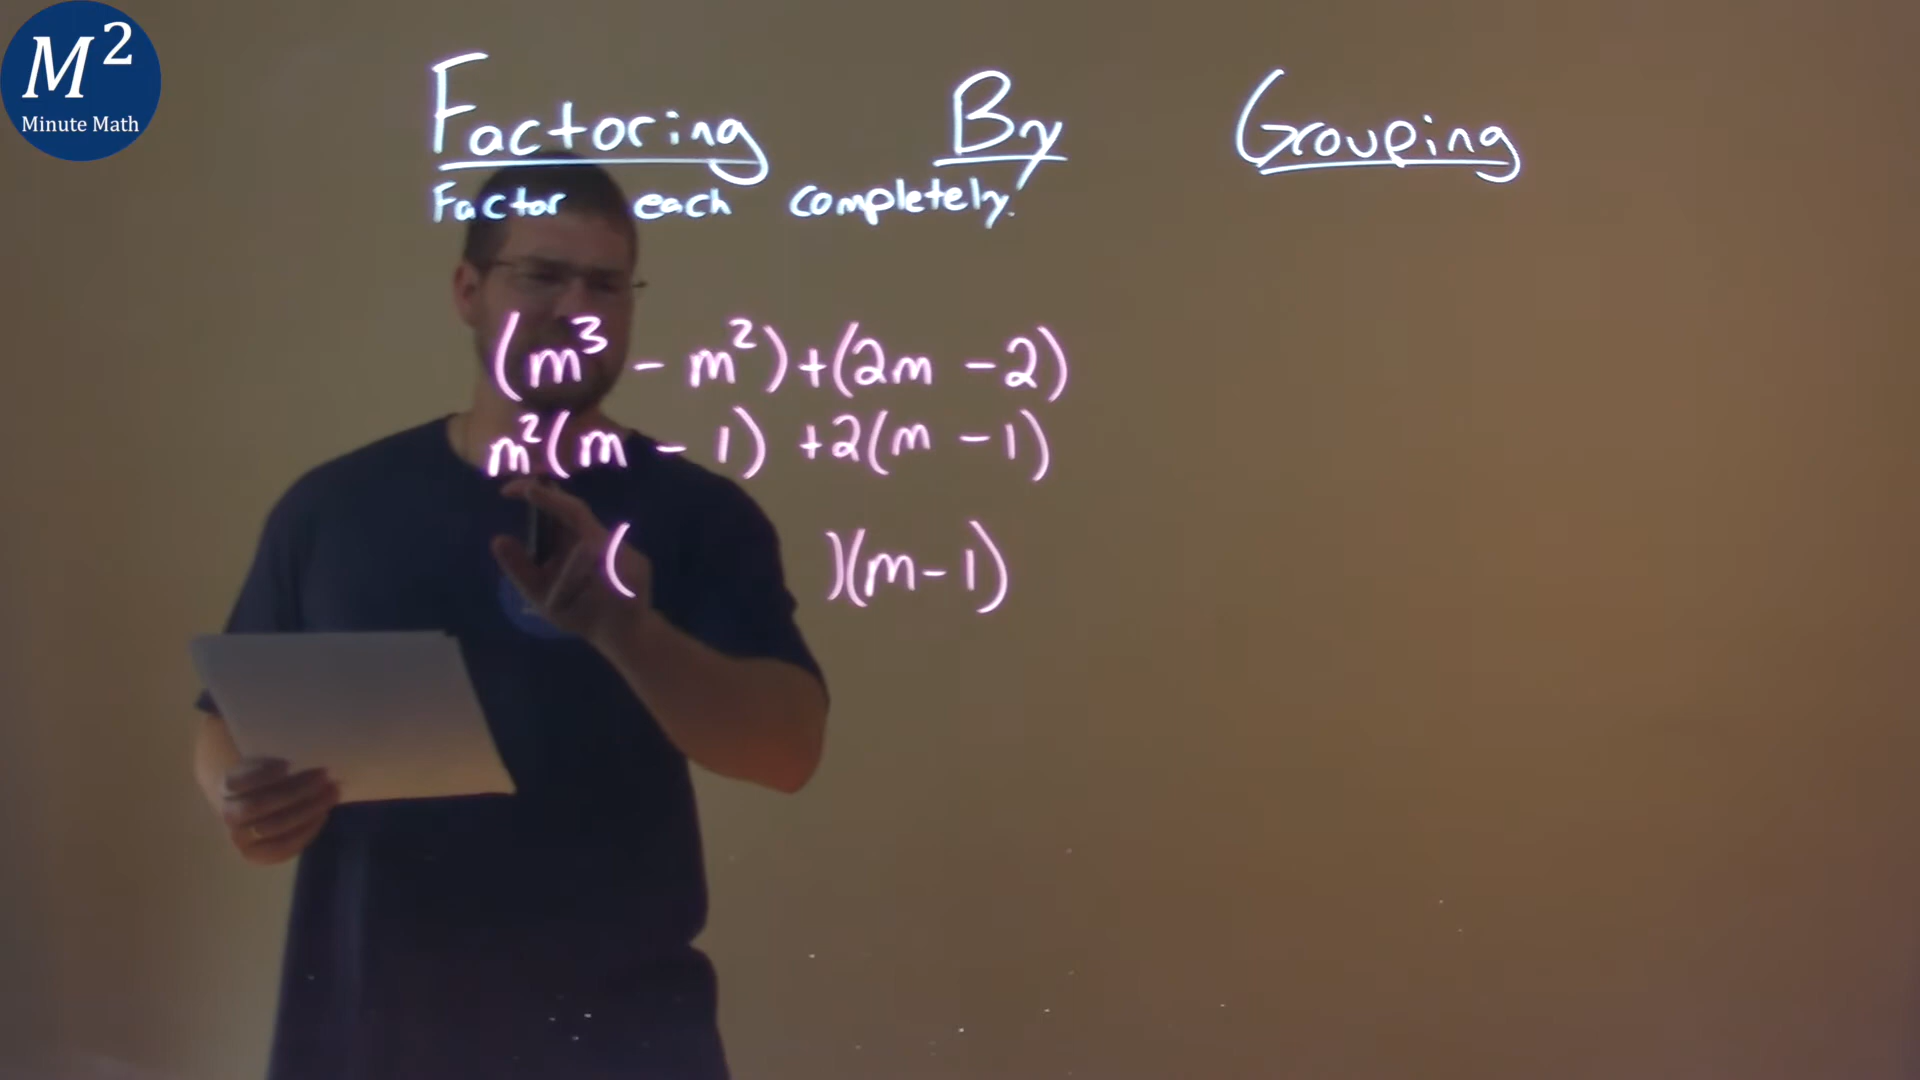 M²
Minute Math
Factoring By Grouping
Factor each completely.
(m³ - m²) + (2m - 2)
m²(m - 1) + 2(m - 1)
( )(m - 1)